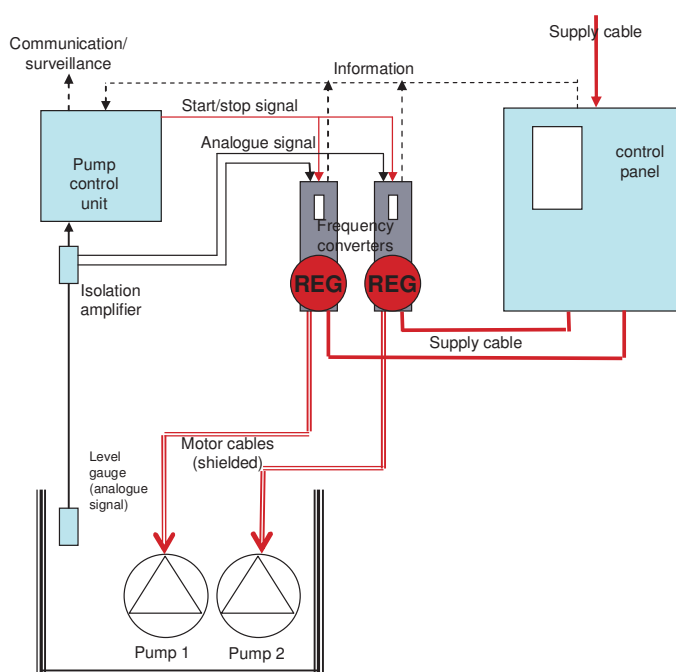 Supply cable
Communication/
surveillance
Information
Start/stop signal
Analogue signal
Pump
control
unit
control
panel
Frequency
converters
REG
REG
Isolation
amplifier
Supply cable
Motor cables
(shielded)
Level
gauge
(analogue
signal)
Pump 1
Pump 2